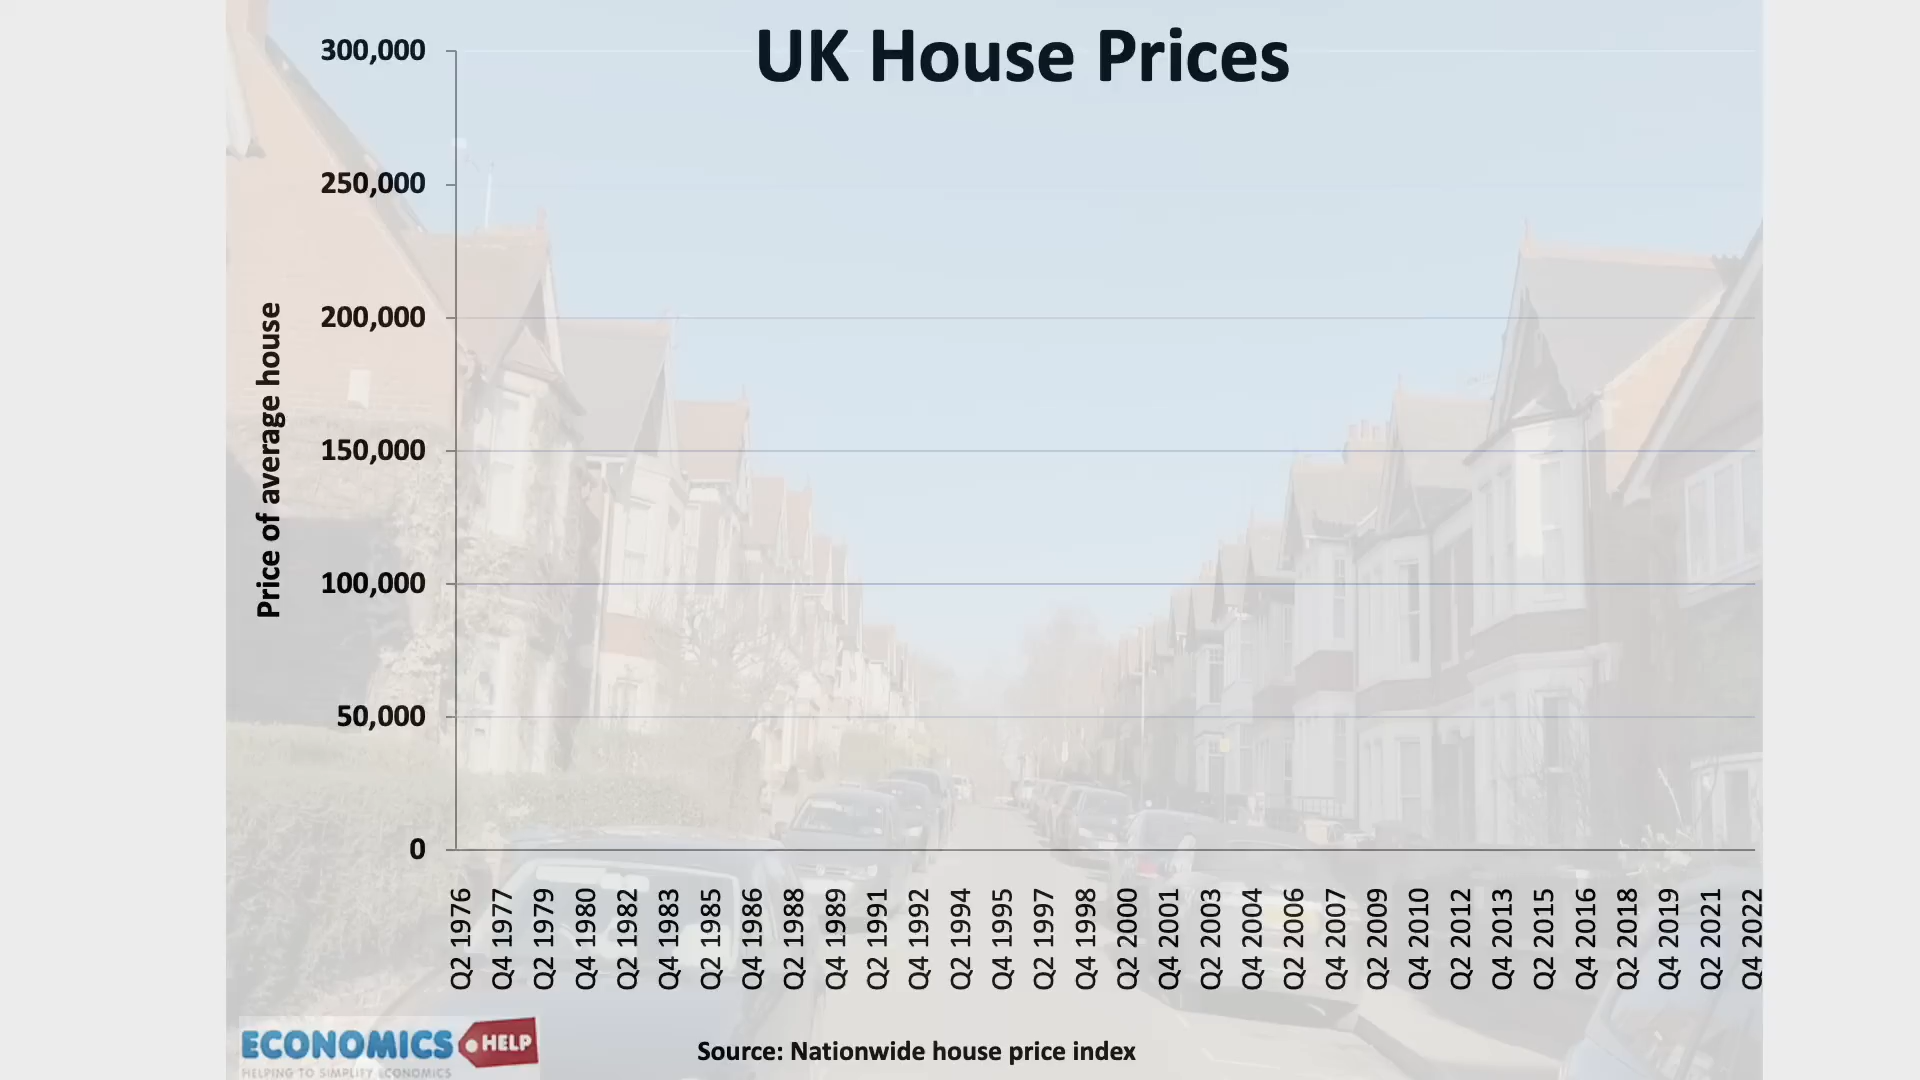 UK House Prices
300,000
250,000
200,000
150,000
100,000
50,000
0
Price of average house
Q2 1976
Q4 1977
Q2 1979
Q4 1980
Q2 1982
Q4 1983
Q2 1985
Q4 1986
Q2 1988
Q4 1989
Q2 1991
Q4 1992
Q2 1994
Q4 1995
Q2 1997
Q4 1998
Q2 2000
Q4 2001
Q2 2003
Q4 2004
Q2 2006
Q4 2007
Q2 2009
Q4 2010
Q2 2012
Q4 2013
Q2 2015
Q4 2016
Q2 2018
Q4 2019
Q2 2021
Q4 2022
ECONOMICS HELP
HELPING TO SIMPLIFY ECONOMICS
Source: Nationwide house price index